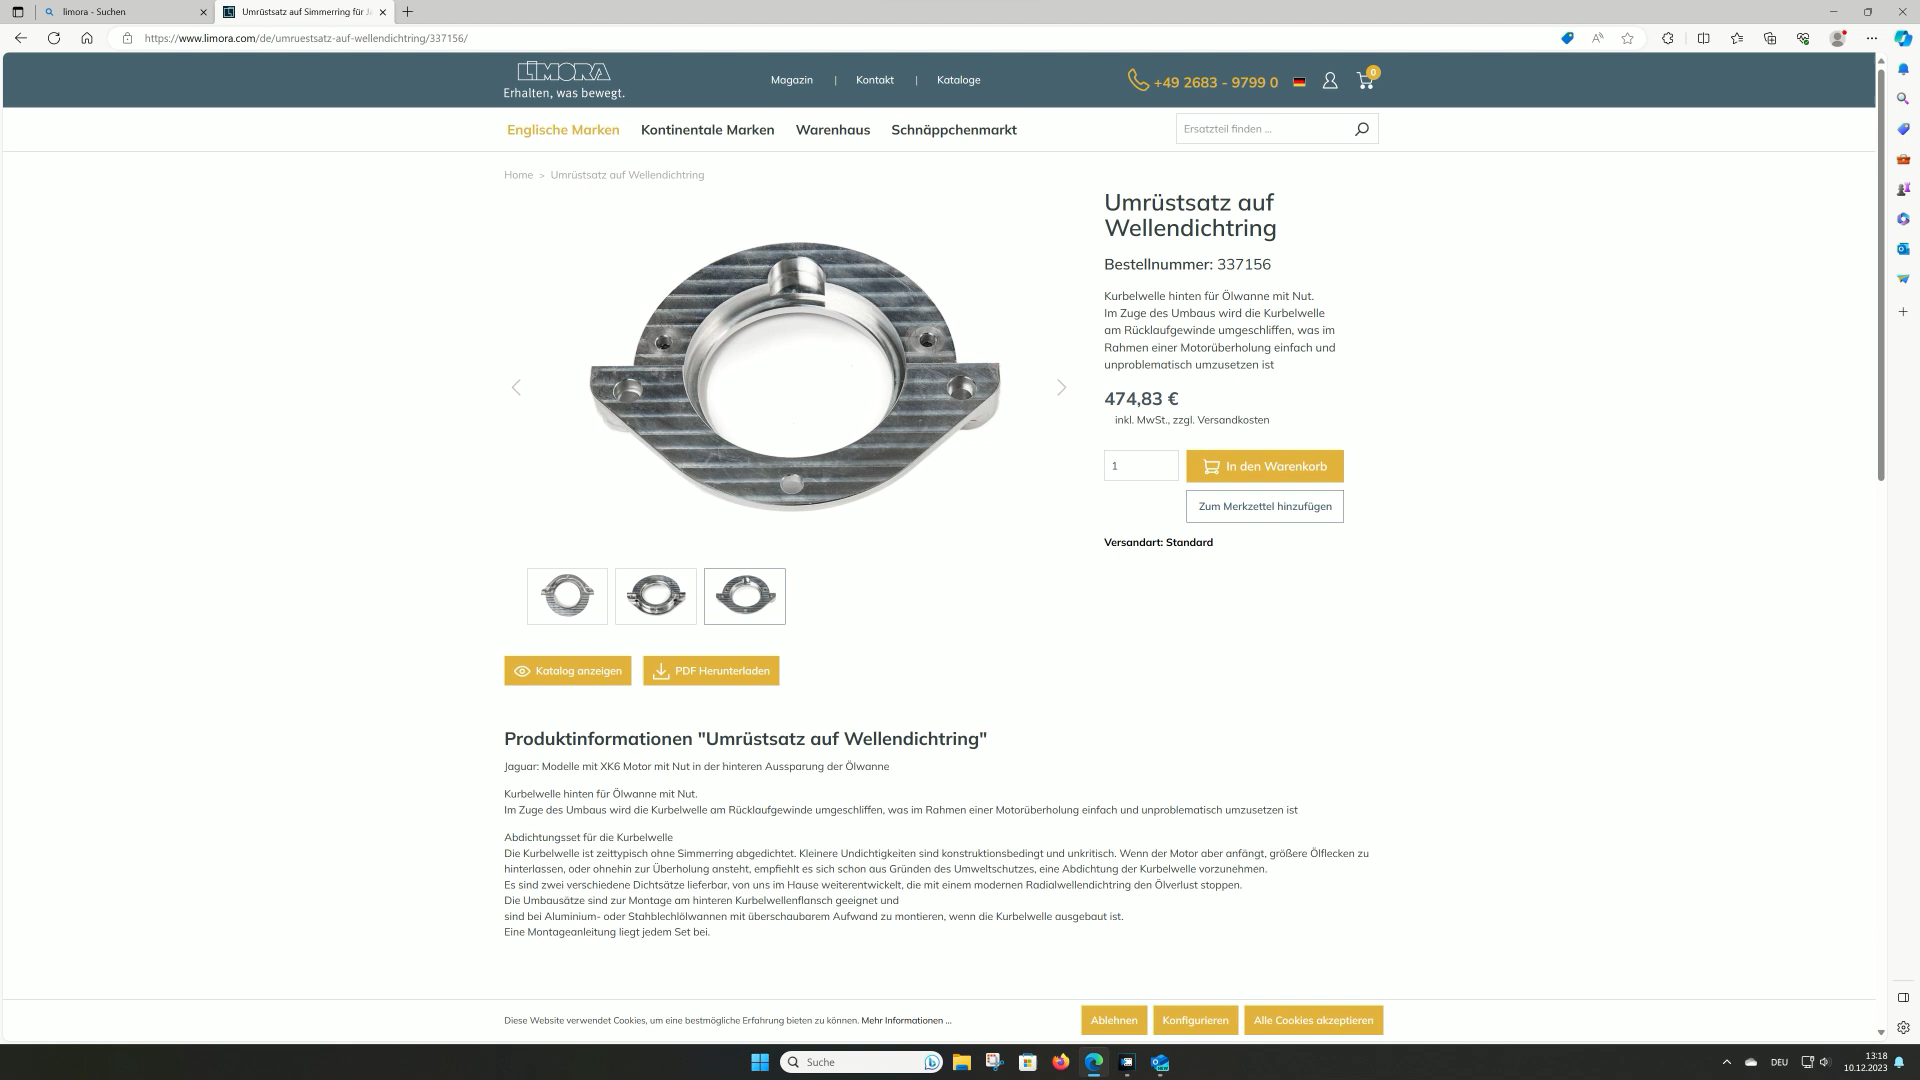 limora - Suchen
Umrüstsatz auf Simmerring für Ja
https://www.limora.com/de/umruestsatz-auf-wellendichtring/337156/
LIMORA
Erhalten, was bewegt.
Magazin | Kontakt | Kataloge
+49 2683 - 9799 0
0
Englische Marken
Kontinentale Marken
Warenhaus
Schnäppchenmarkt
Ersatzteil finden ...
Home > Umrüstsatz auf Wellendichtring
Umrüstsatz auf
Wellendichtring
Bestellnummer: 337156
Kurbelwelle hinten für Ölwanne mit Nut.
Im Zuge des Umbaus wird die Kurbelwelle
am Rücklaufgewinde umgeschliffen, was im
Rahmen einer Motorüberholung einfach und
unproblematisch umzusetzen ist
474,83 €
inkl. MwSt., zzgl. Versandkosten
1
In den Warenkorb
Zum Merkzettel hinzufügen
Versandart: Standard
Katalog anzeigen
PDF Herunterladen
Produktinformationen "Umrüstsatz auf Wellendichtring"
Jaguar: Modelle mit XK6 Motor mit Nut in der hinteren Aussparung der Ölwanne
Kurbelwelle hinten für Ölwanne mit Nut.
Im Zuge des Umbaus wird die Kurbelwelle am Rücklaufgewinde umgeschliffen, was im Rahmen einer Motorüberholung einfach und unproblematisch umzusetzen ist
Abdichtungsset für die Kurbelwelle
Die Kurbelwelle ist zeittypisch ohne Simmerring abgedichtet. Kleinere Undichtigkeiten sind konstruktionsbedingt und unkritisch. Wenn der Motor aber anfängt, größere Ölflecken zu
hinterlassen, oder ohnehin zur Überholung ansteht, empfiehlt es sich schon aus Gründen des Umweltschutzes, eine Abdichtung der Kurbelwelle vorzunehmen.
Es sind zwei verschiedene Dichtsätze lieferbar, von uns im Hause weiterentwickelt, die mit einem modernen Radialwellendichtring den Ölverlust stoppen.
Die Umbausätze sind zur Montage am hinteren Kurbelwellenflansch geeignet und
sind bei Aluminium- oder Stahblechlölwannen mit überschaubarem Aufwand zu montieren, wenn die Kurbelwelle ausgebaut ist.
Eine Montageanleitung liegt jedem Set bei.
Diese Website verwendet Cookies, um eine bestmögliche Erfahrung bieten zu können. Mehr Informationen ...
Ablehnen
Konfigurieren
Alle Cookies akzeptieren
Suche
DEU
13:18
10.12.2023